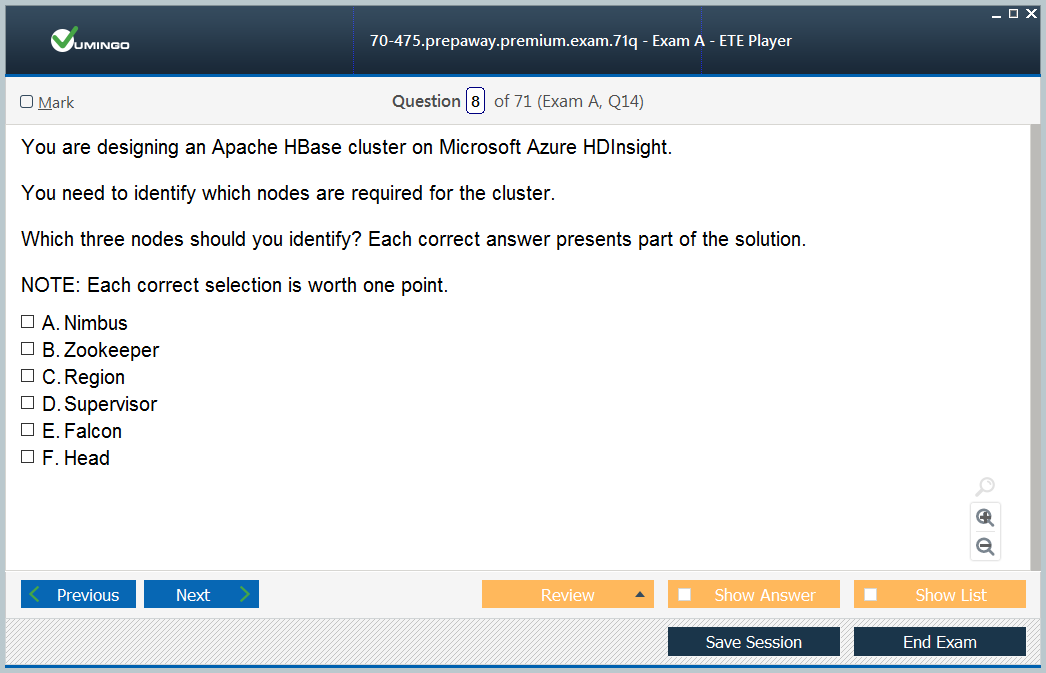 VUMINGO
70-475.prepaway.premium.exam.71q - Exam A - ETE Player
Mark
Question 8 of 71 (Exam A, Q14)
You are designing an Apache HBase cluster on Microsoft Azure HDInsight.
You need to identify which nodes are required for the cluster.
Which three nodes should you identify? Each correct answer presents part of the solution.
NOTE: Each correct selection is worth one point.
A. Nimbus
B. Zookeeper
C. Region
D. Supervisor
E. Falcon
F. Head
Previous
Next
Review
Show Answer
Show List
Save Session
End Exam